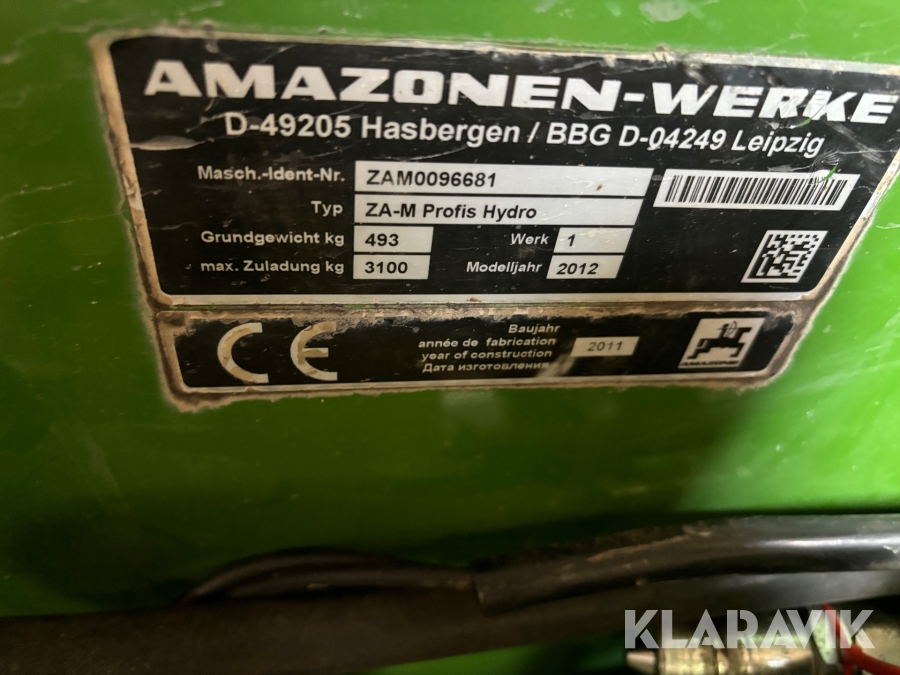 AMAZONEN-WERKE
D-49205 Hasbergen / BBG D-04249 Leipzig
Masch.-Ident-Nr. ZAM0096681
Typ ZA-M Profis Hydro
Grundgewicht kg 493 Werk 1
max. Zuladung kg 3100 Modelljahr 2012
CE
Baujahr
année de fabrication
year of construction 2011
Дата изготовления
AMAZONE
KLARAVIK